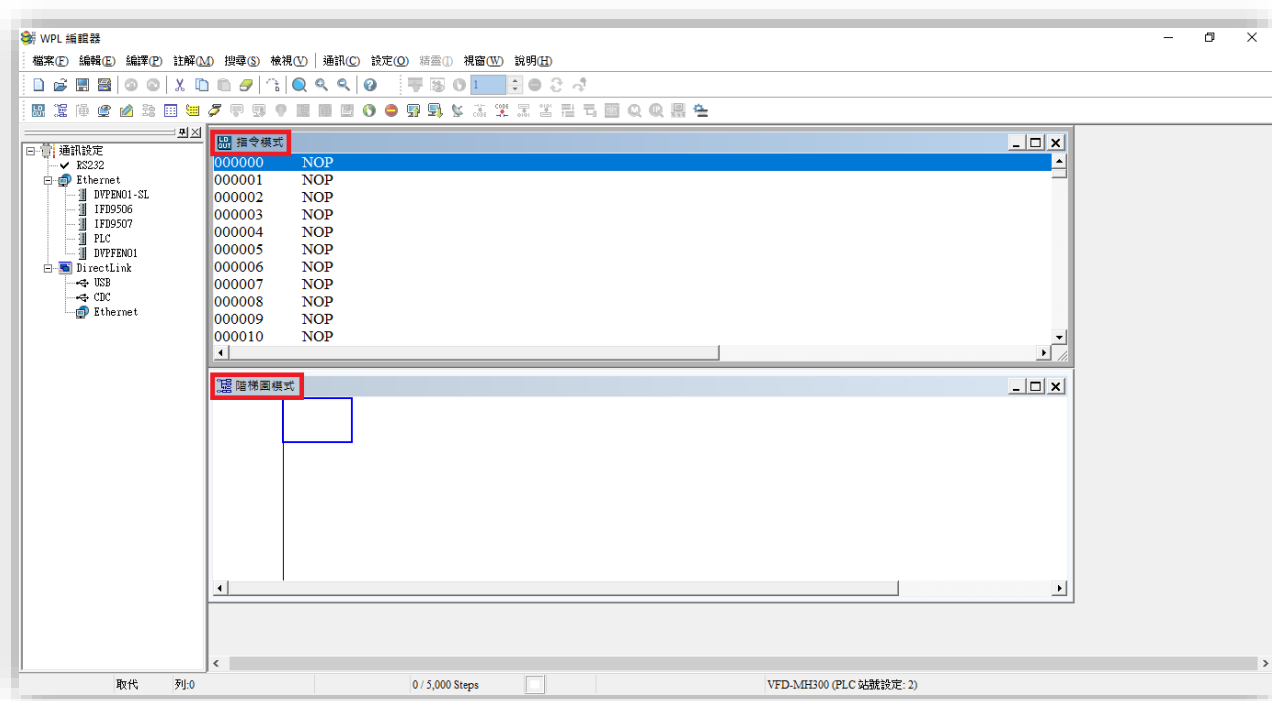 WPL 編輯器
檔案(F) 編輯(E) 編譯(P) 註解(M) 搜尋(S) 檢視(V) 通訊(C) 設定(O) 精靈(I) 視窗(W) 說明(H)
1
通訊設定
RS232
Ethernet
DVPEN01-SL
IFD9506
IFD9507
PLC
DVPFEN01
DirectLink
USB
CDC
Ethernet
指令模式
000000 NOP
000001 NOP
000002 NOP
000003 NOP
000004 NOP
000005 NOP
000006 NOP
000007 NOP
000008 NOP
000009 NOP
000010 NOP
階梯圖模式
取代 列:0 0 / 5,000 Steps VFD-MH300 (PLC 站號設定: 2)